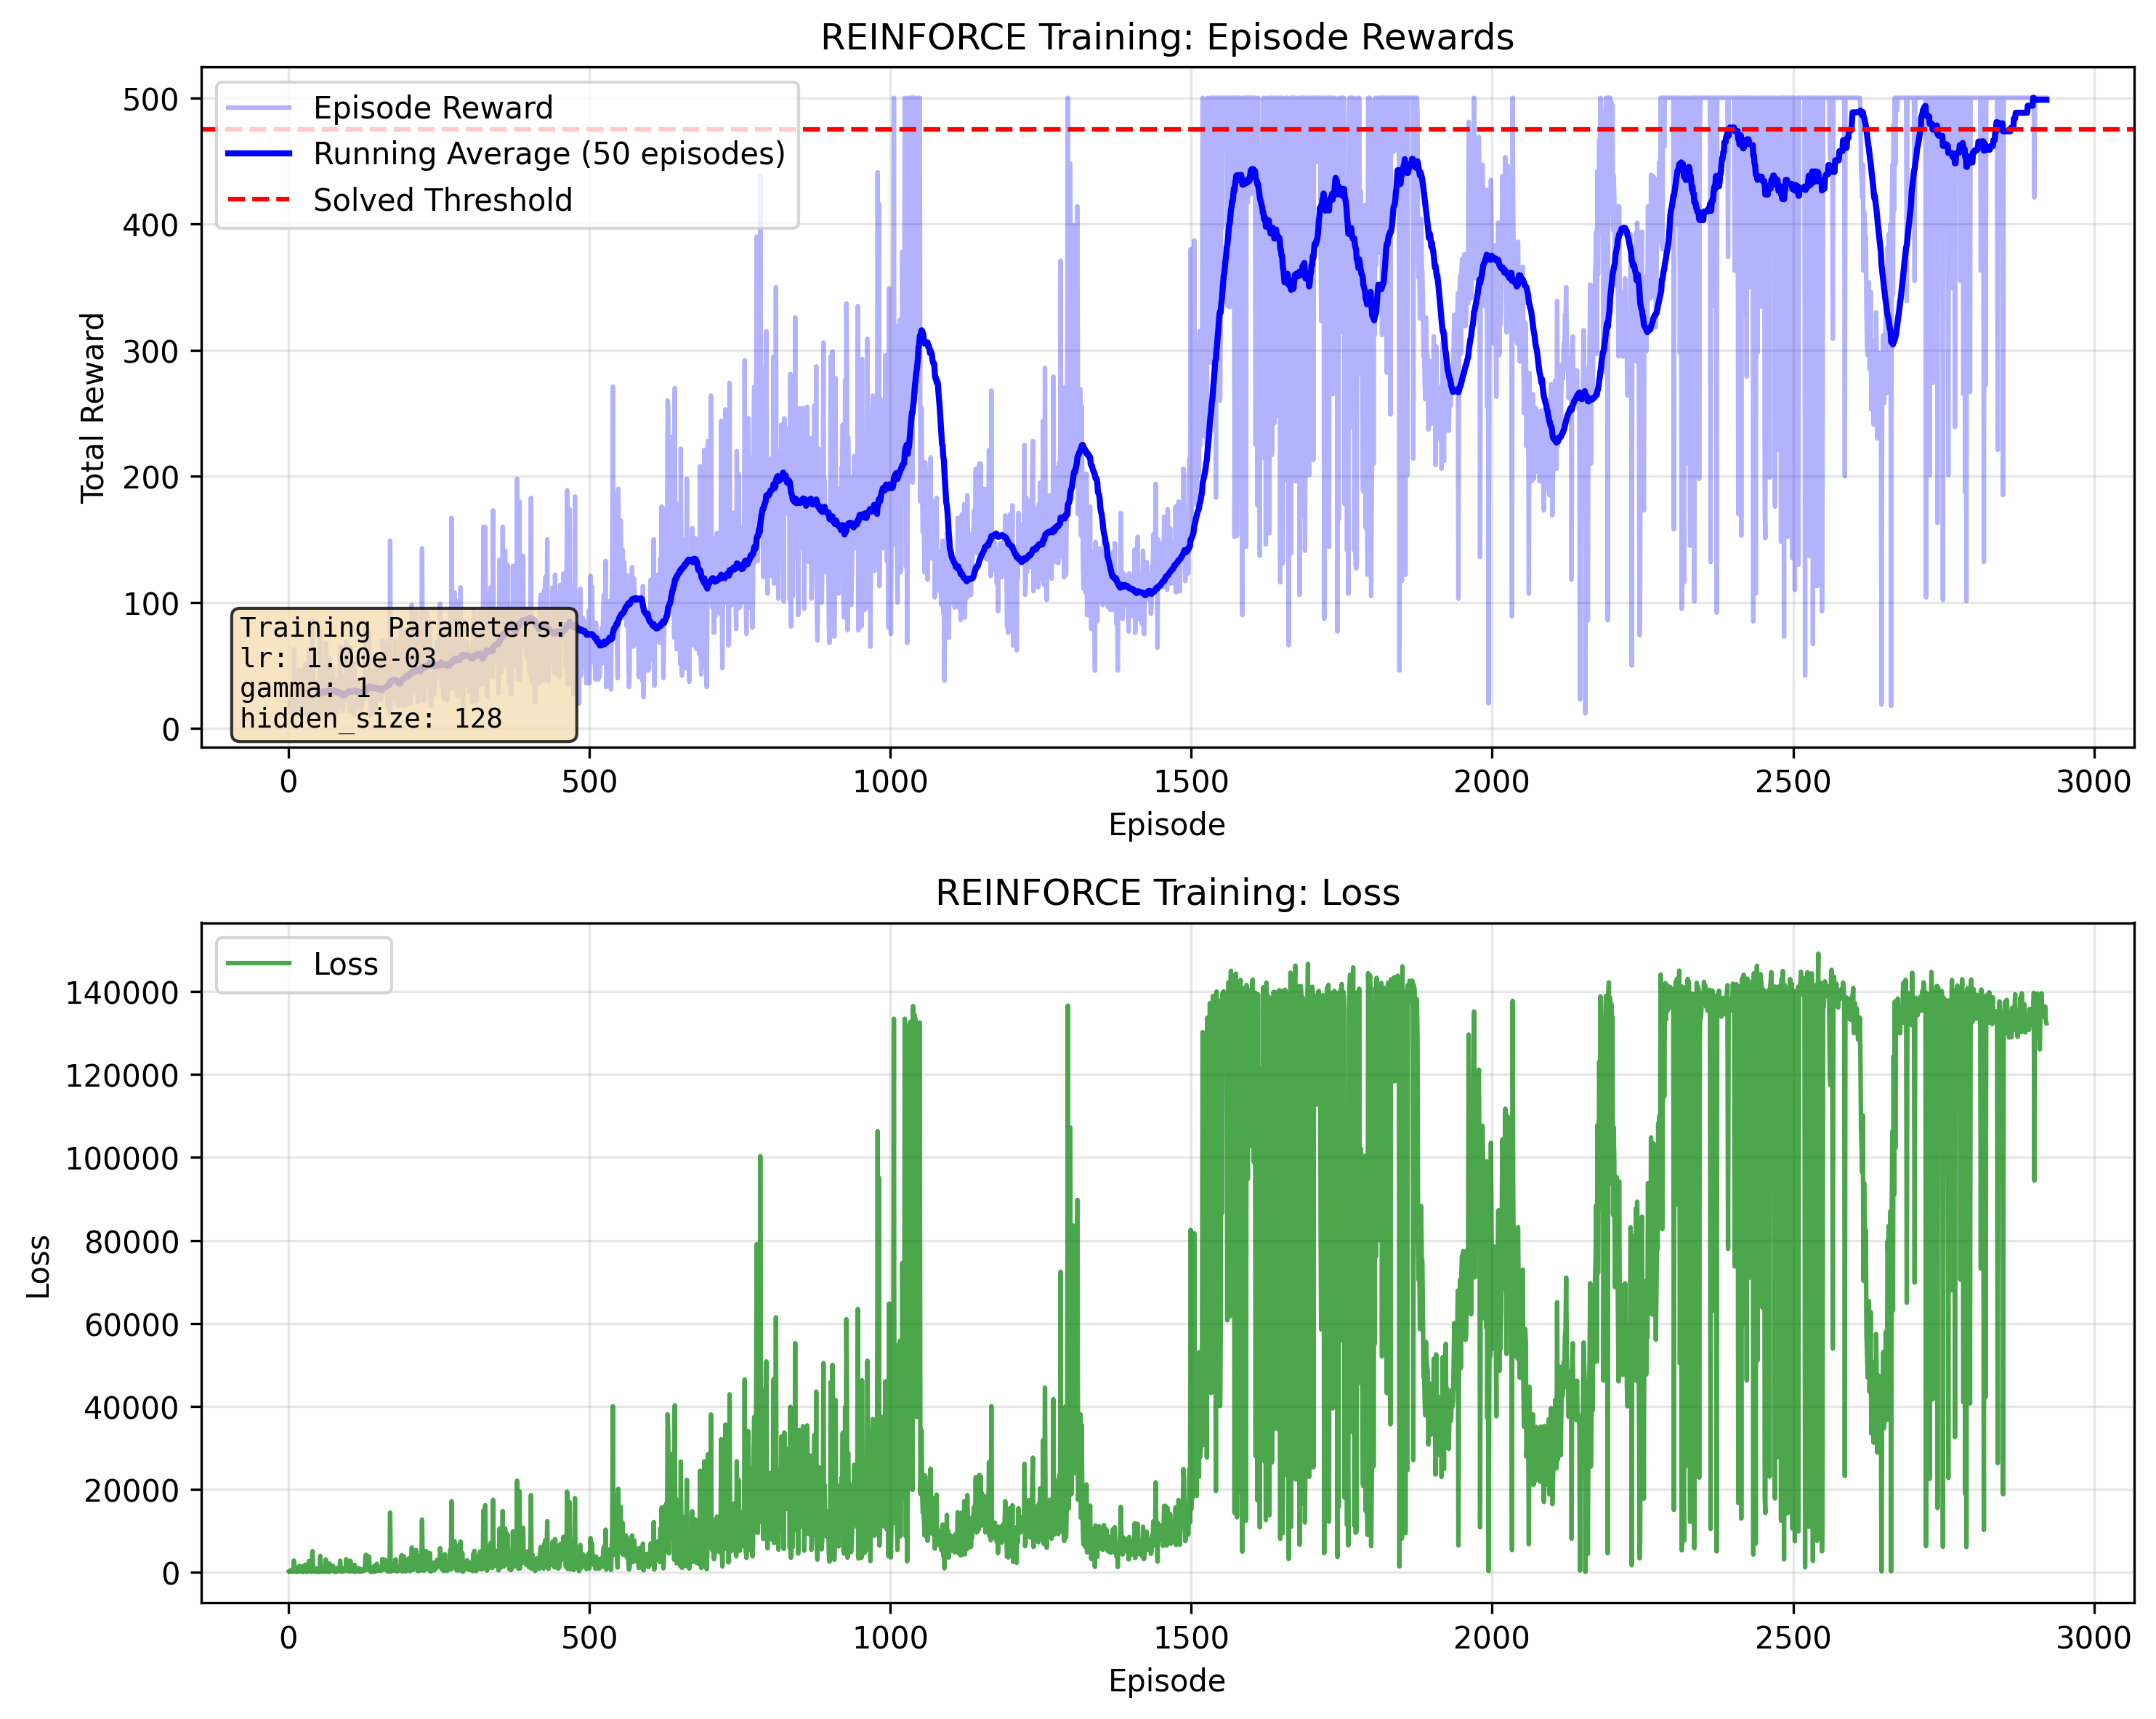 REINFORCE Training: Episode Rewards
500
400
300
200
100
0
Total Reward
Episode Reward
Running Average (50 episodes)
Solved Threshold
Training Parameters:
lr: 1.00e-03
gamma: 1
hidden_size: 128
0
500
1000
1500
2000
2500
3000
Episode
REINFORCE Training: Loss
140000
120000
100000
80000
60000
40000
20000
0
Loss
Loss
0
500
1000
1500
2000
2500
3000
Episode